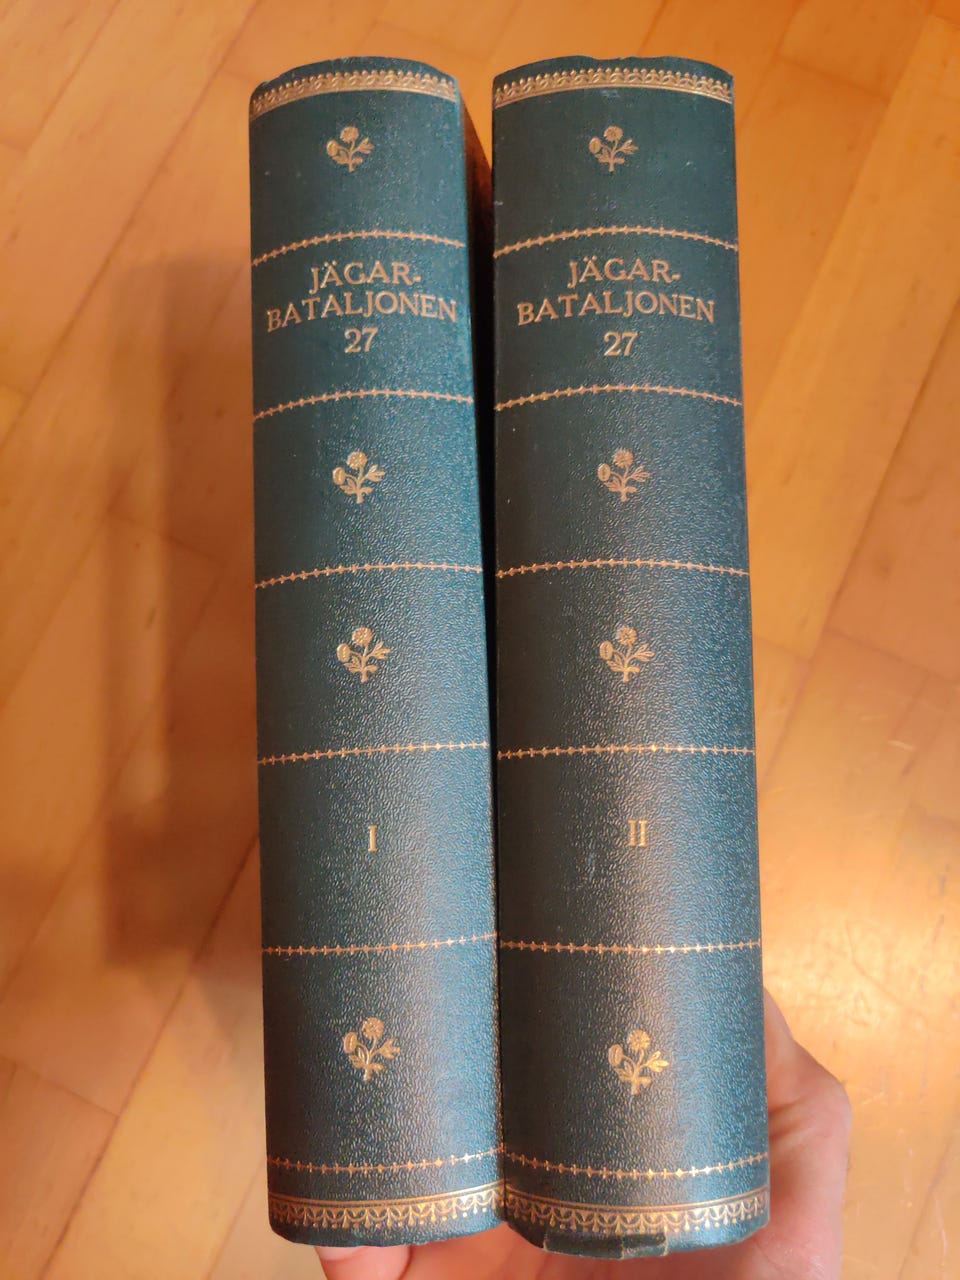 JÄGAR-
BATALJONEN
27
I
JÄGAR-
BATALJONEN
27
II